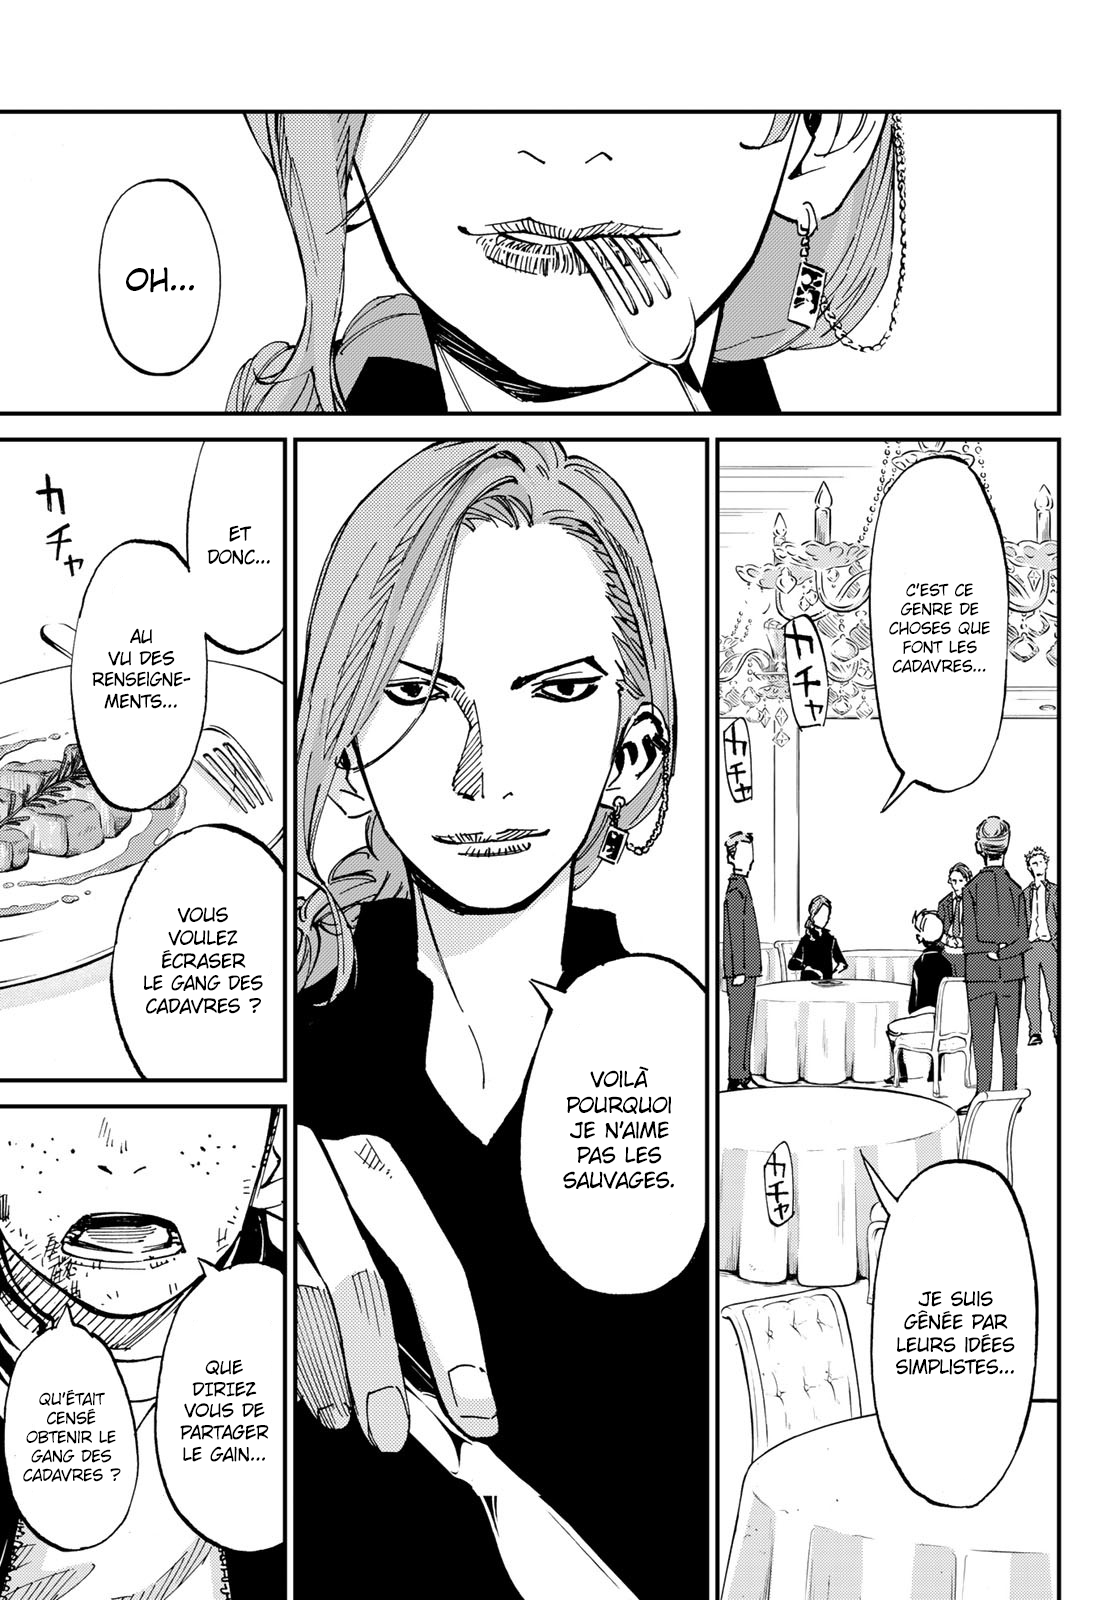 OH...
C'EST CE
GENRE DE
CHOSES QUE
FONT LES
CADAVRES...
カチャ
カチャ
JE SUIS
GÊNÉE PAR
LEURS IDÉES
SIMPLISTES...
カチャ
VOILÀ
POURQUOI
JE N'AIME
PAS LES
SAUVAGES.
ET
DONC...
AU
VU DES
RENSEIGNE-
MENTS...
カチャ
VOUS
VOULEZ
ÉCRASER
LE GANG DES
CADAVRES ?
QUE
DIRIEZ
VOUS DE
PARTAGER
LE GAIN...
QU'ÉTAIT
CENSÉ
OBTENIR LE
GANG DES
CADAVRES ?